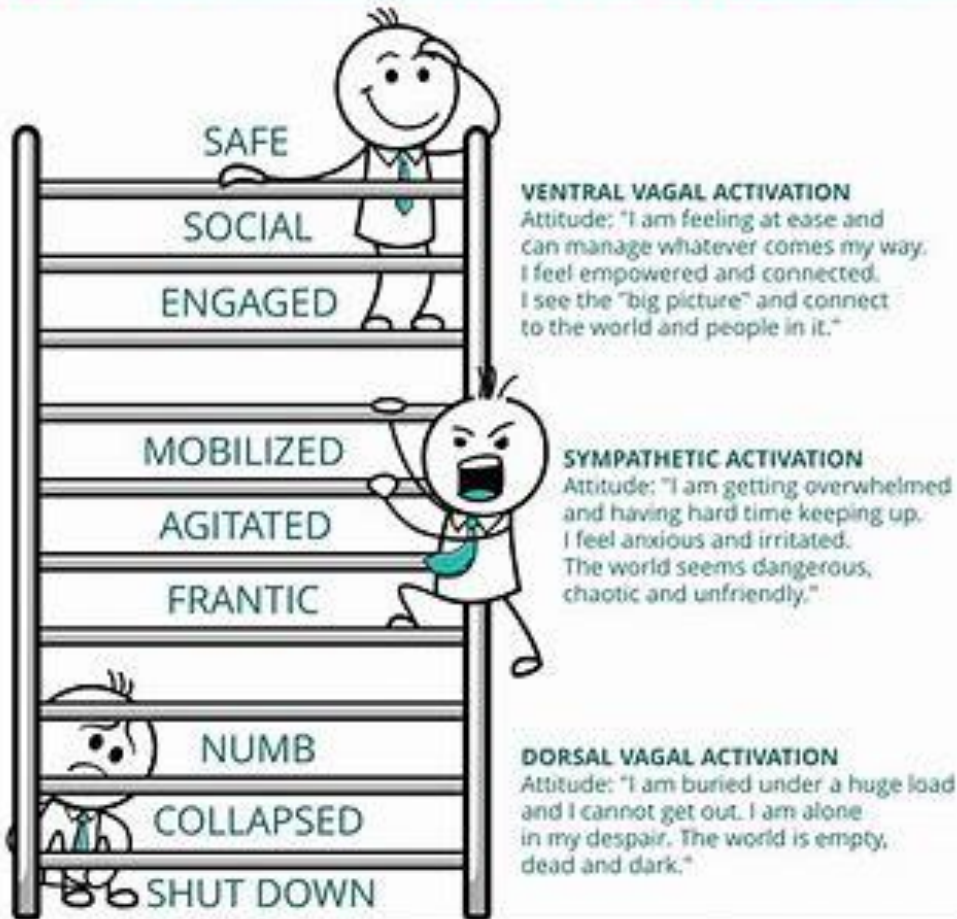 SAFE
SOCIAL
ENGAGED
VENTRAL VAGAL ACTIVATION
Attitude: "I am feeling at ease and
can manage whatever comes my way.
I feel empowered and connected.
I see the "big picture" and connect
to the world and people in it."
MOBILIZED
AGITATED
FRANTIC
SYMPATHETIC ACTIVATION
Attitude: "I am getting overwhelmed
and having hard time keeping up.
I feel anxious and irritated.
The world seems dangerous,
chaotic and unfriendly."
NUMB
COLLAPSED
SHUT DOWN
DORSAL VAGAL ACTIVATION
Attitude: "I am buried under a huge load
and I cannot get out. I am alone
in my despair. The world is empty,
dead and dark."